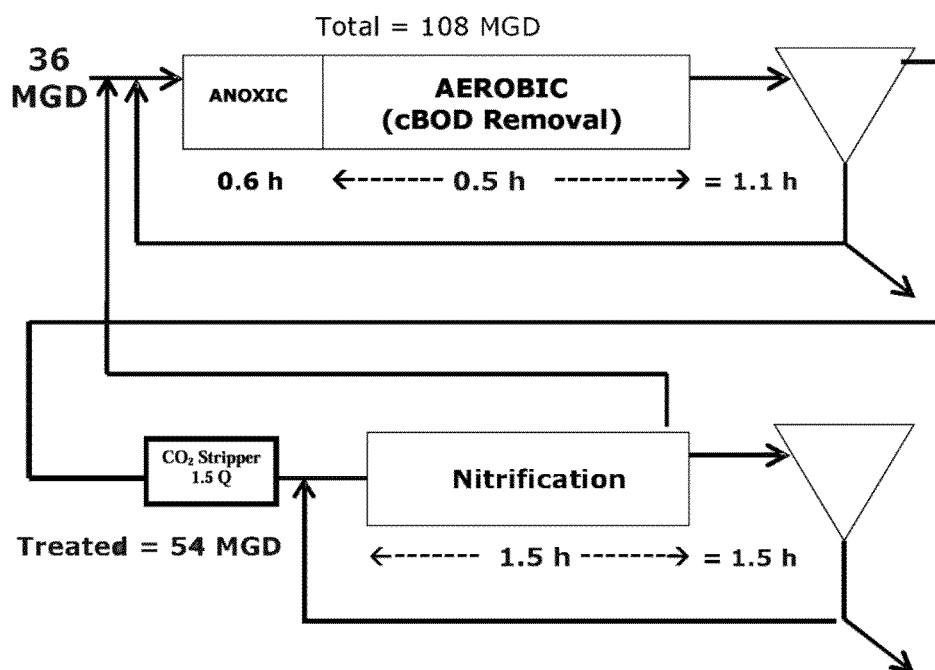 Total = 108 MGD
36
MGD
ANOXIC
AEROBIC
(cBOD Removal)
0.6 h
0.5 h
= 1.1 h
CO₂ Stripper
1.5 Q
Nitrification
Treated = 54 MGD
1.5 h
= 1.5 h